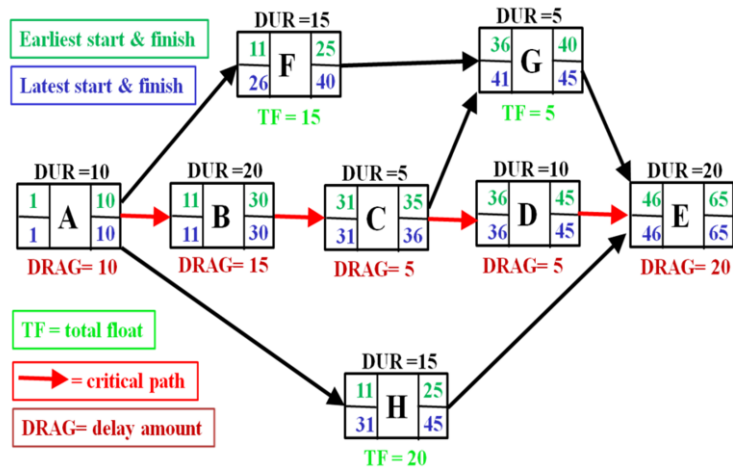 Earliest start & finish
Latest start & finish
DUR =15
11 25
F
26 40
TF = 15
DUR =5
36 40
G
41 45
TF = 5
DUR =10
1 10
A
1 10
DRAG= 10
DUR =20
11 30
B
11 30
DRAG= 15
DUR =5
31 35
C
31 36
DRAG= 5
DUR =10
36 45
D
36 45
DRAG= 5
DUR =20
46 65
E
46 65
DRAG= 20
TF = total float
= critical path
DRAG= delay amount
DUR =15
11 25
H
31 45
TF = 20